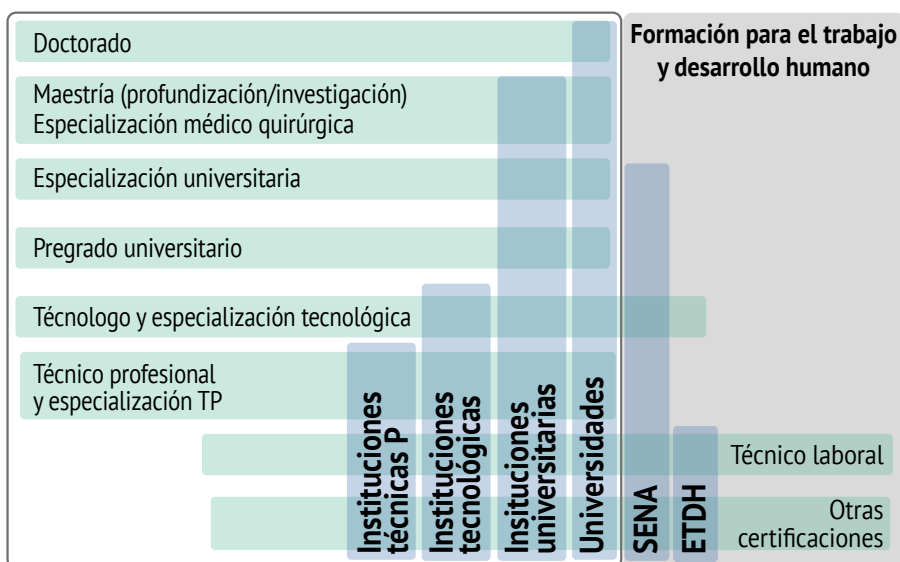 Doctorado
Formación para el trabajo
y desarrollo humano
Maestría (profundización/investigación)
Especialización médico quirúrgica
Especialización universitaria
Pregrado universitario
Técnologo y especialización tecnológica
Técnico profesional
y especialización TP
Instituciones
técnicas P
Instituciones
tecnológicas
Insituciones
universitarias
Universidades
SENA
ETDH
Técnico laboral
Otras
certificaciones